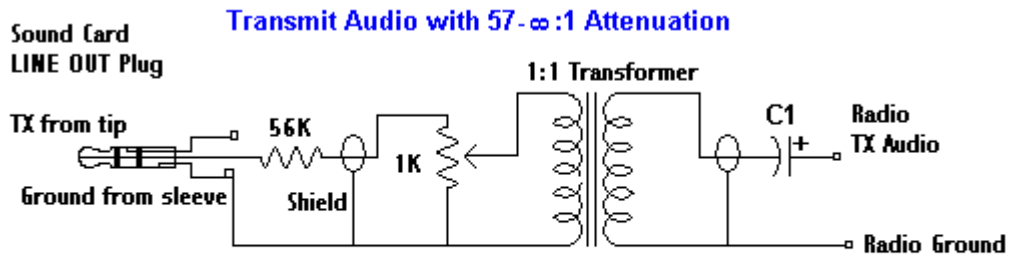 Transmit Audio with 57-∞:1 Attenuation
Sound Card
LINE OUT Plug
1:1 Transformer
TX from tip
56K
1K
C1
+
Radio
TX Audio
Ground from sleeve
Shield
Radio Ground